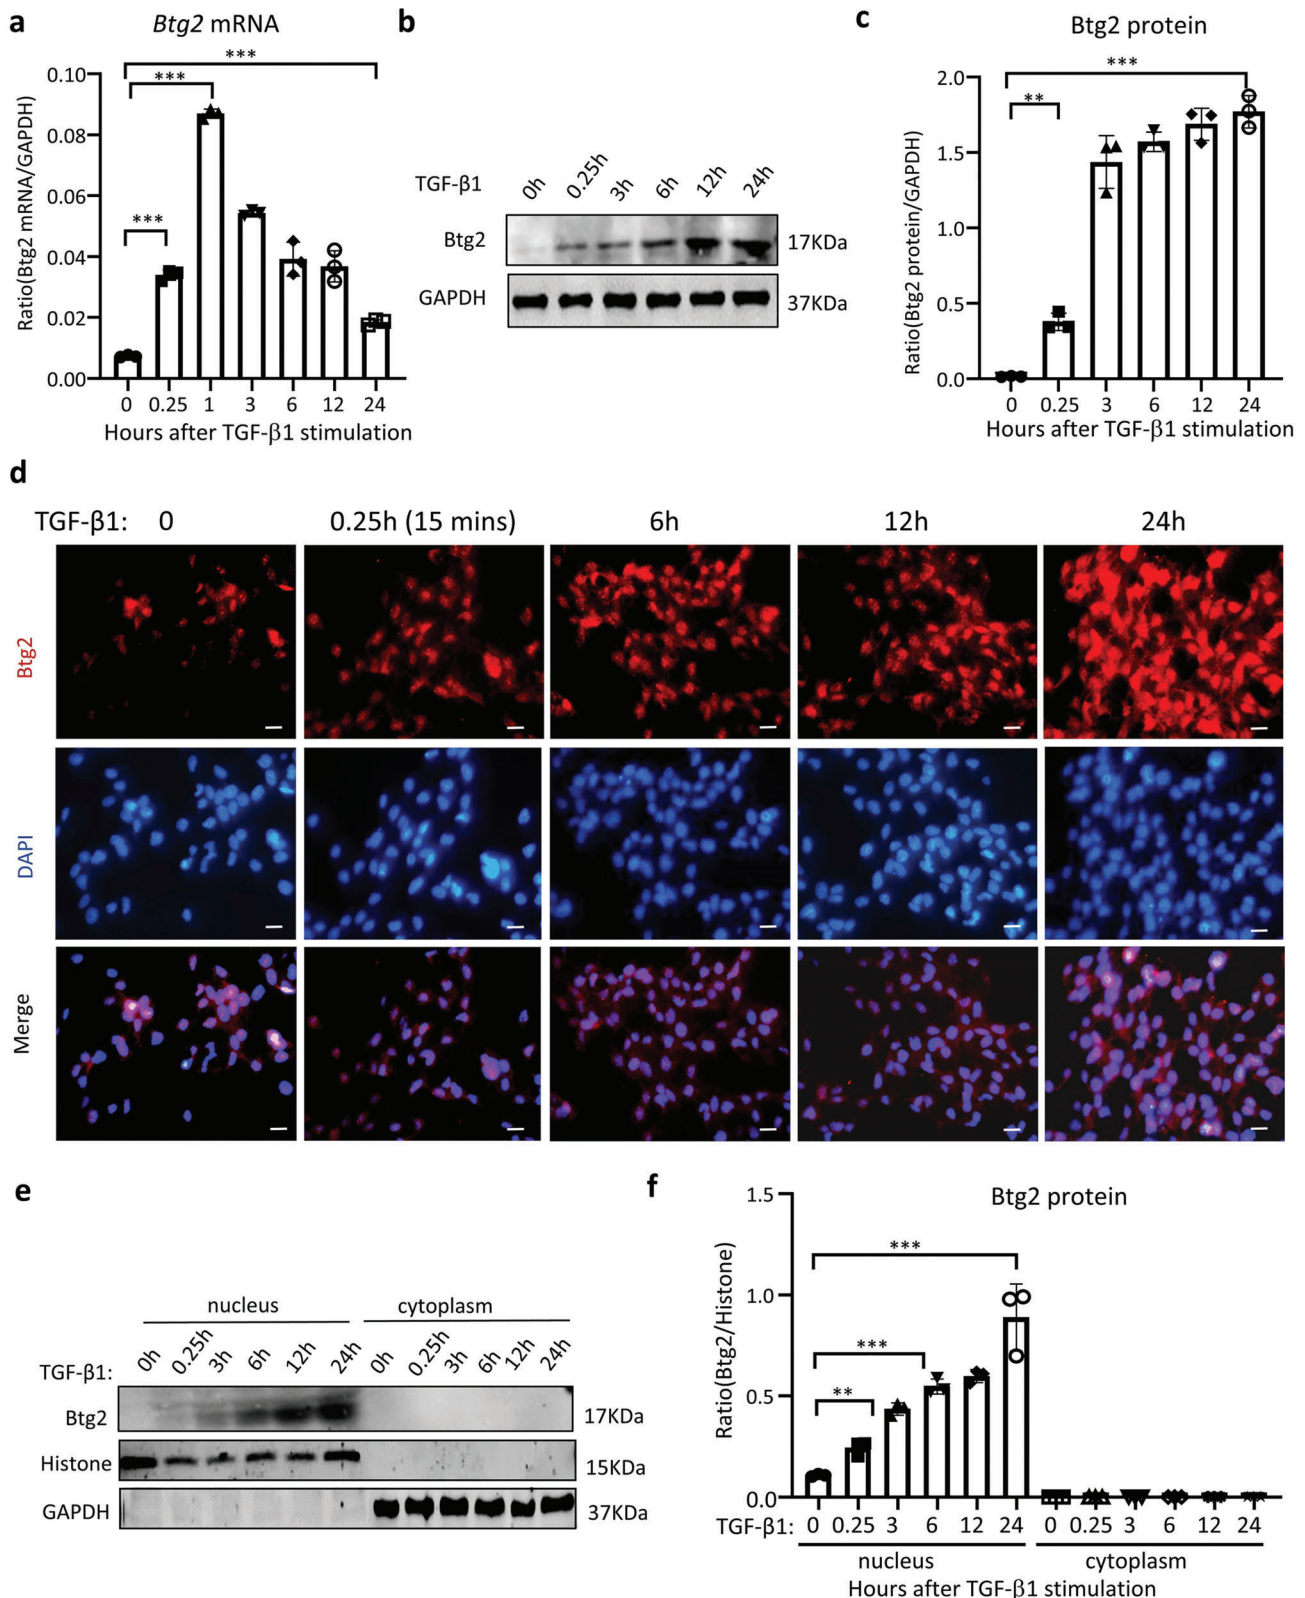 a
Btg2 mRNA
Ratio(Btg2 mRNA/GAPDH)
0.10
0.08
0.06
0.04
0.02
0.00
***
***
***
0 0.25 1 3 6 12 24
Hours after TGF-β1 stimulation
b
TGF-β1 0h 0.25h 3h 6h 12h 24h
Btg2 17KDa
GAPDH 37KDa
c
Btg2 protein
Ratio(Btg2 protein/GAPDH)
2.0
1.5
1.0
0.5
0.0
***
**
0 0.25 3 6 12 24
Hours after TGF-β1 stimulation
d
TGF-β1: 0 0.25h (15 mins) 6h 12h 24h
Btg2
DAPI
Merge
e
nucleus cytoplasm
TGF-β1: 0h 0.25h 3h 6h 12h 24h 0h 0.25h 3h 6h 12h 24h
Btg2 17KDa
Histone 15KDa
GAPDH 37KDa
f
Btg2 protein
Ratio(Btg2/Histone)
1.5
1.0
0.5
0.0
***
***
**
TGF-β1: 0 0.25 3 6 12 24 0 0.25 3 6 12 24
nucleus cytoplasm
Hours after TGF-β1 stimulation